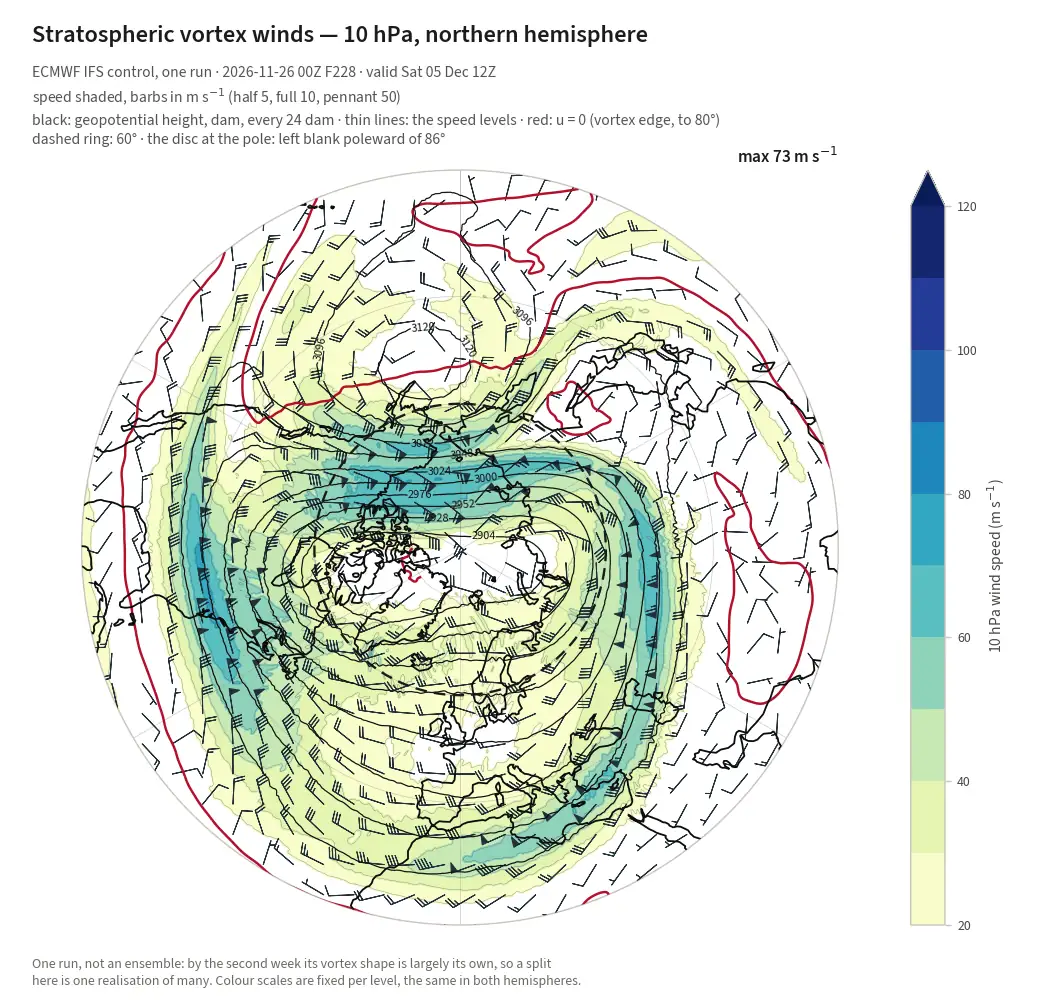 Stratospheric vortex winds — 10 hPa, northern hemisphere
ECMWF IFS control, one run · 2026-11-26 00Z F228 · valid Sat 05 Dec 12Z
speed shaded, barbs in m s⁻¹ (half 5, full 10, pennant 50)
black: geopotential height, dam, every 24 dam · thin lines: the speed levels · red: u = 0 (vortex edge, to 80°)
dashed ring: 60° · the disc at the pole: left blank poleward of 86°
max 73 m s⁻¹
120
100
80
60
40
20
10 hPa wind speed (m s⁻¹)
3096
3120
3120
3096
3024
3000
2976
2952
2904
One run, not an ensemble: by the second week its vortex shape is largely its own, so a split
here is one realisation of many. Colour scales are fixed per level, the same in both hemispheres.